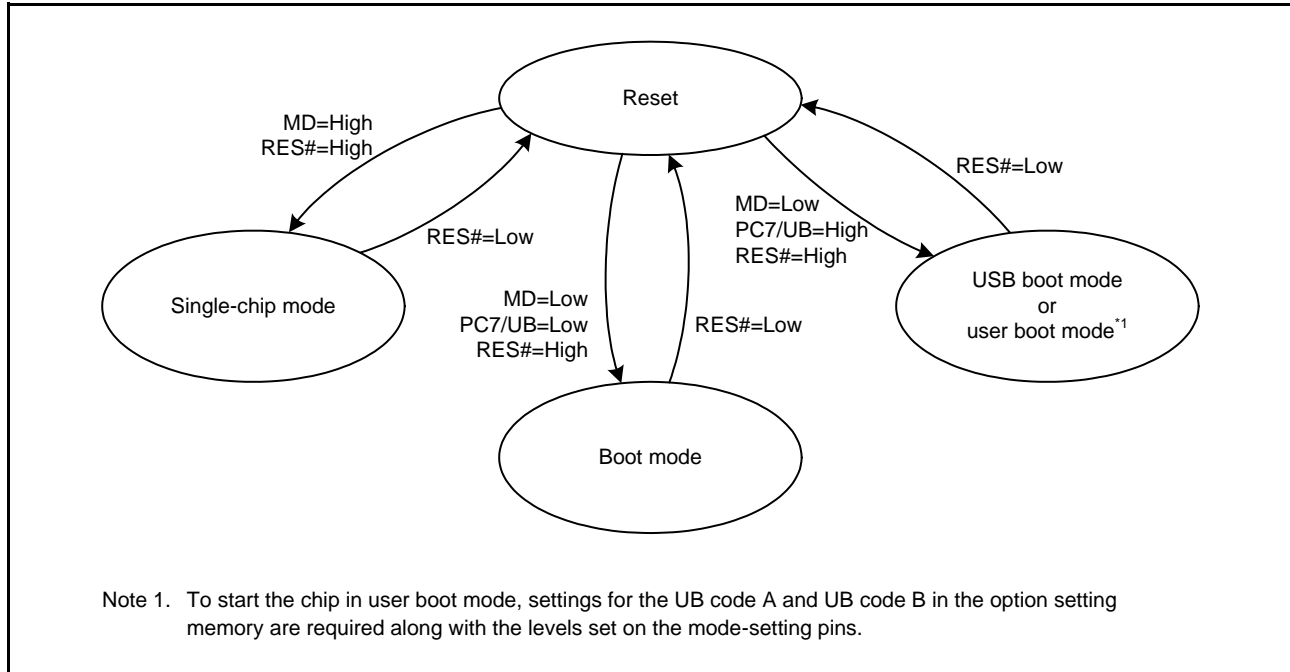 Reset
MD=High
RES#=High
RES#=Low
MD=Low
PC7/UB=High
RES#=High
RES#=Low
Single-chip mode
MD=Low
PC7/UB=Low
RES#=High
RES#=Low
USB boot mode
or
user boot mode*1
Boot mode
Note 1. To start the chip in user boot mode, settings for the UB code A and UB code B in the option setting
memory are required along with the levels set on the mode-setting pins.